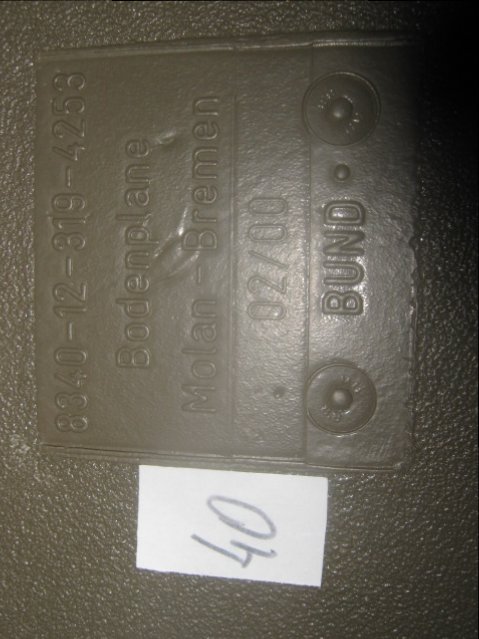 8340-12-319-4253
Bodenplane
Molan-Bremen
02/00
BUND
40